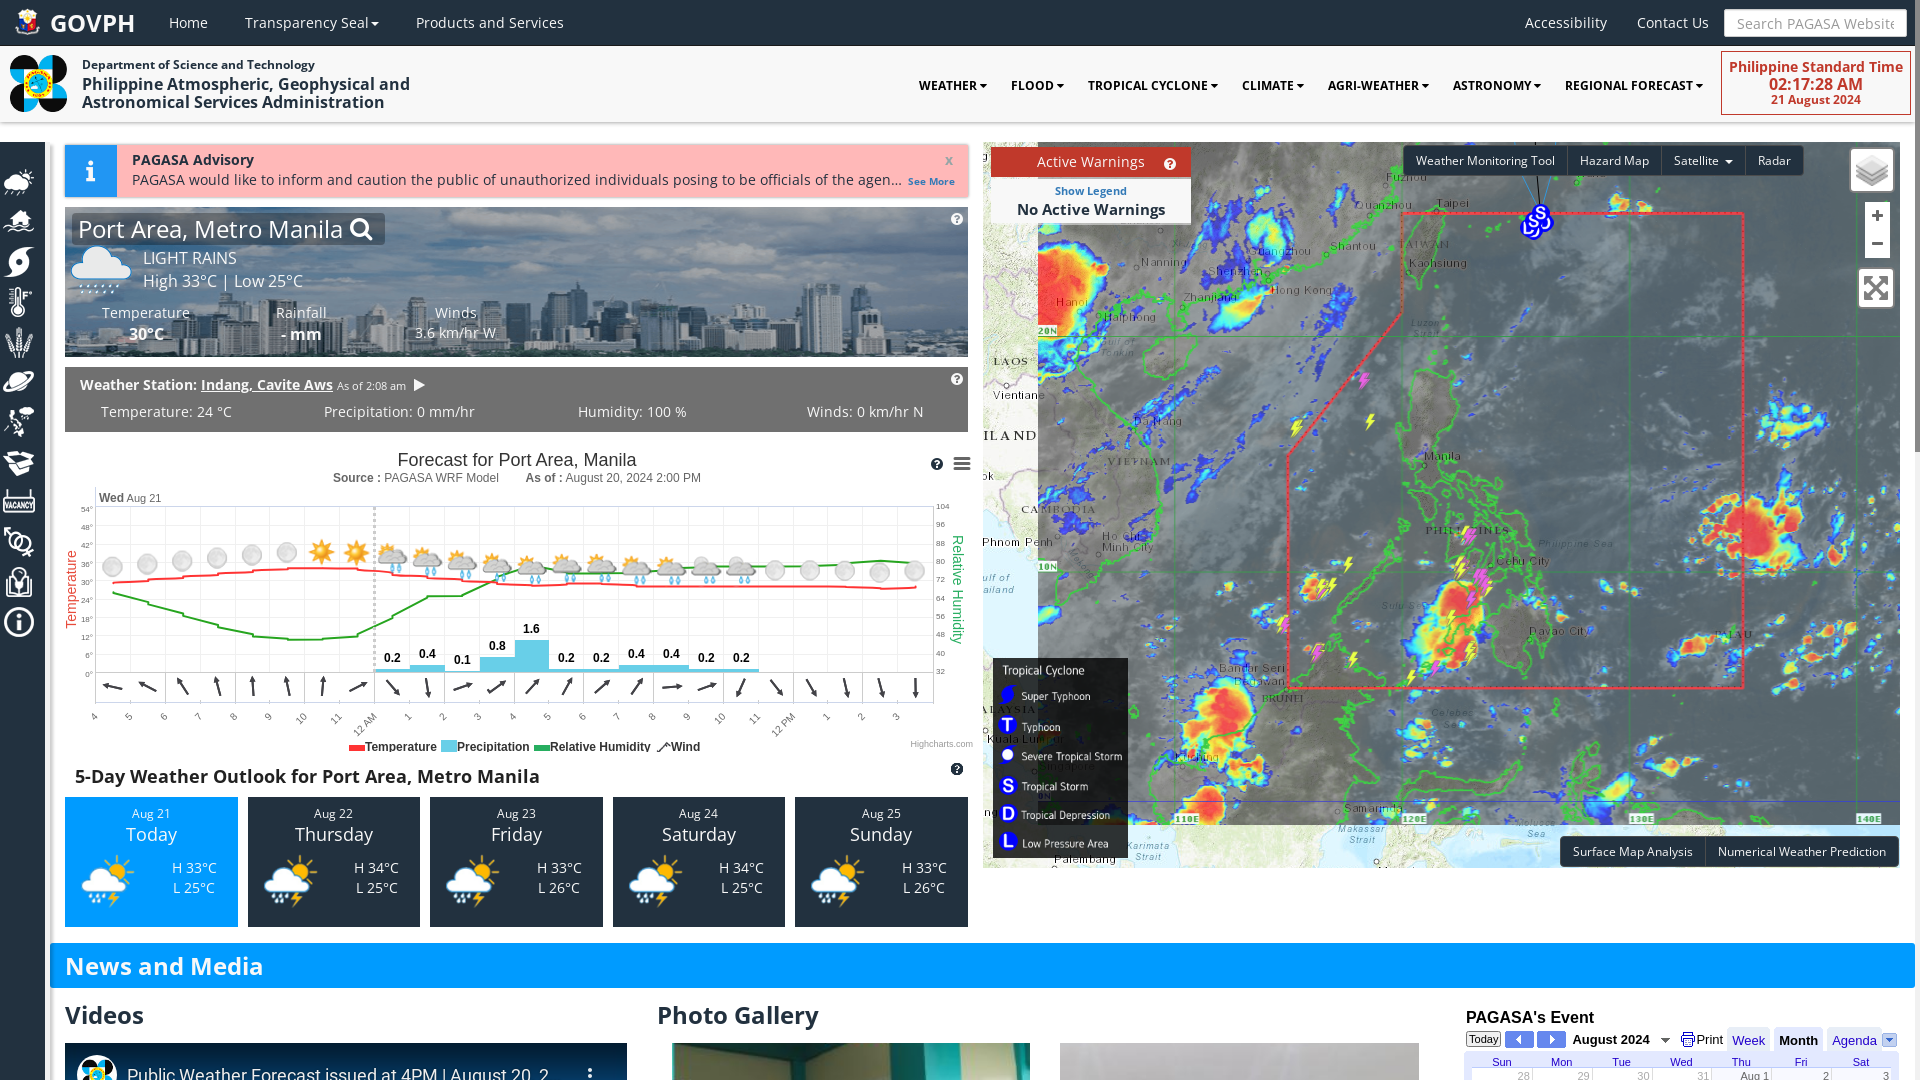 GOVPH
Home
Transparency Seal
Products and Services
Accessibility
Contact Us
Search PAGASA Website
Department of Science and Technology
Philippine Atmospheric, Geophysical and
Astronomical Services Administration
WEATHER
FLOOD
TROPICAL CYCLONE
CLIMATE
AGRI-WEATHER
ASTRONOMY
REGIONAL FORECAST
Philippine Standard Time
02:17:28 AM
21 August 2024
PAGASA Advisory
x
PAGASA would like to inform and caution the public of unauthorized individuals posing to be officials of the agen...
See More
Port Area, Metro Manila
LIGHT RAINS
High 33°C | Low 25°C
Temperature
Rainfall
Winds
30°C
- mm
3.6 km/hr W
Weather Station: Indang, Cavite Aws As of 2:08 am
Temperature: 24 °C
Precipitation: 0 mm/hr
Humidity: 100 %
Winds: 0 km/hr N
Forecast for Port Area, Manila
Source : PAGASA WRF Model
As of : August 20, 2024 2:00 PM
Wed Aug 21
54°
48°
42°
36°
30°
24°
18°
12°
6°
0°
Temperature
104
96
88
80
72
64
56
48
40
32
Relative Humidity
0.2
0.4
0.1
0.8
1.6
0.2
0.2
0.4
0.4
0.2
0.2
4
5
6
7
8
9
10
11
12 AM
1
2
3
4
5
6
7
8
9
10
11
12 PM
1
2
3
Temperature
Precipitation
Relative Humidity
Wind
Highcharts.com
5-Day Weather Outlook for Port Area, Metro Manila
Aug 21
Today
H 33°C
L 25°C
Aug 22
Thursday
H 34°C
L 25°C
Aug 23
Friday
H 33°C
L 26°C
Aug 24
Saturday
H 34°C
L 25°C
Aug 25
Sunday
H 33°C
L 26°C
VACANCY
Active Warnings
Show Legend
No Active Warnings
Weather Monitoring Tool
Hazard Map
Satellite
Radar
+
−
Fuzhou
Quanzhou
Taipei
TAIWAN
Kaohsiung
Shantou
Guangzhou
Shenzhen
Hong Kong
Nanning
Zhanjiang
Hanoi
Haiphong
Gulf of
Tonkin
Luzon
Strait
20N
LAOS
Vientiane
Da Nang
VIETNAM
CAMBODIA
Phnom Penh
Ho Chi
Minh City
10N
Manila
PHILIPPINES
Philippine Sea
Cebu City
Sulu Sea
Davao City
PALAU
Bandar Seri
Begawan
BRUNEI
Celebes
Sea
Kuching
Samarinda
Makassar
Strait
Molucca
Sea
Karimata
Strait
Palembang
110E
120E
130E
140E
Tropical Cyclone
Super Typhoon
T Typhoon
Severe Tropical Storm
S Tropical Storm
D Tropical Depression
L Low Pressure Area
Surface Map Analysis
Numerical Weather Prediction
News and Media
Videos
Photo Gallery
PAGASA's Event
Public Weather Forecast issued at 4PM | August 20, 2...
Today
August 2024
Print
Week
Month
Agenda
Sun
Mon
Tue
Wed
Thu
Fri
Sat
28
29
30
31
Aug 1
2
3